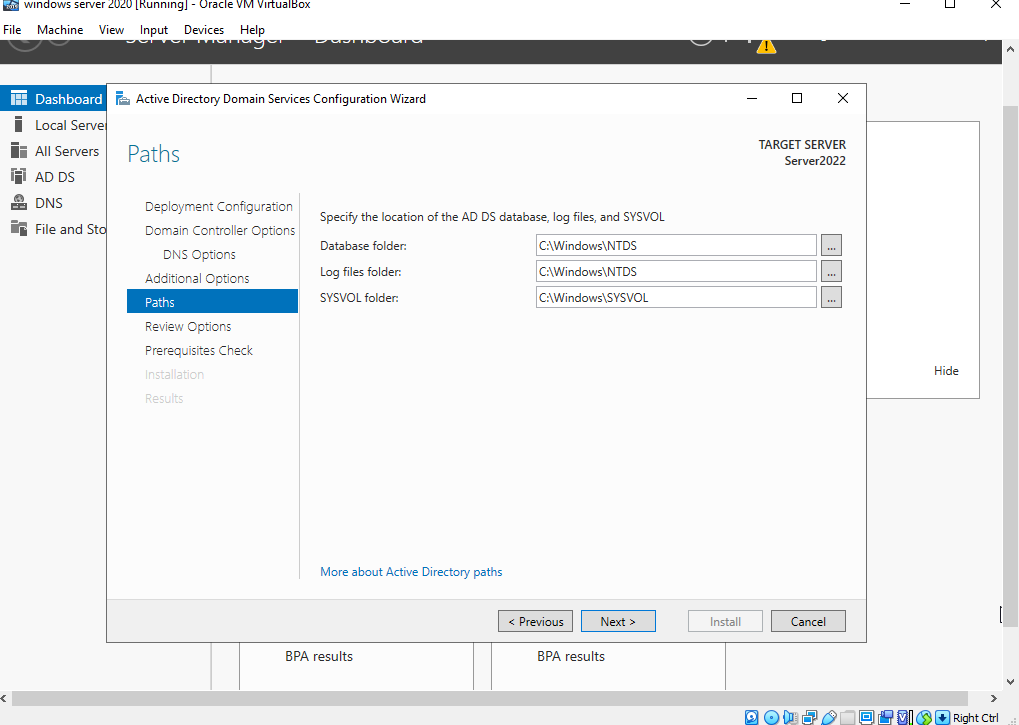 windows server 2020 [Running] - Oracle VM VirtualBox
File Machine View Input Devices Help
Server Manager Dashboard
Dashboard
Local Server
All Servers
AD DS
DNS
File and Sto
Active Directory Domain Services Configuration Wizard
Paths
TARGET SERVER
Server2022
Deployment Configuration
Domain Controller Options
DNS Options
Additional Options
Paths
Review Options
Prerequisites Check
Installation
Results
Specify the location of the AD DS database, log files, and SYSVOL
Database folder: C:\Windows\NTDS ...
Log files folder: C:\Windows\NTDS ...
SYSVOL folder: C:\Windows\SYSVOL ...
More about Active Directory paths
< Previous Next > Install Cancel
Hide
BPA results BPA results
Right Ctrl